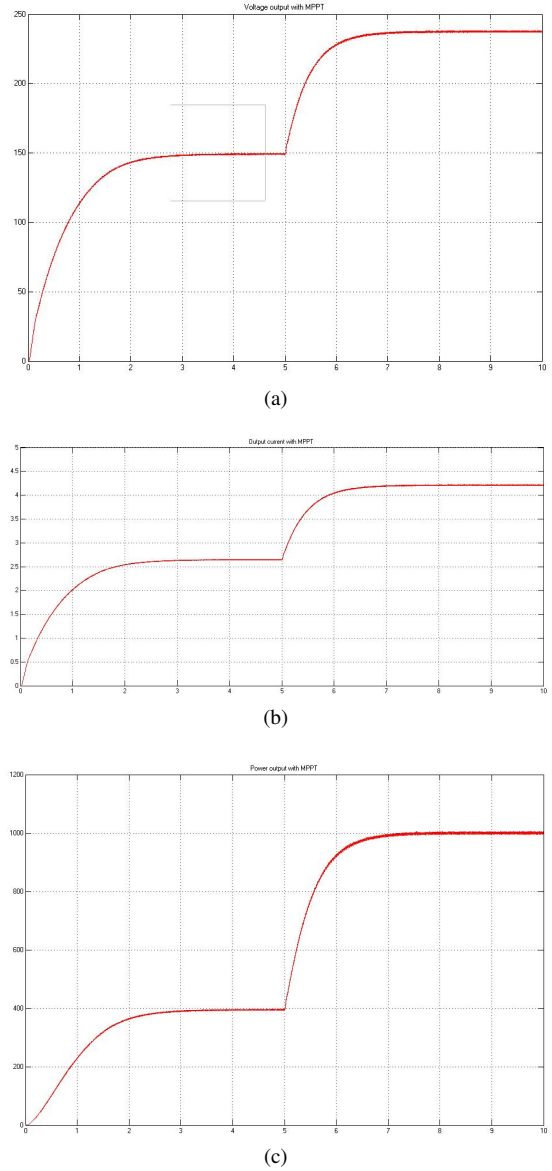 Voltage output with MPPT
250
200
150
100
50
0
0 1 2 3 4 5 6 7 8 9 10
(a)
Output current with MPPT
5
4.5
4
3.5
3
2.5
2
1.5
1
0.5
0
0 1 2 3 4 5 6 7 8 9 10
(b)
Power output with MPPT
1200
1000
800
600
400
200
0
0 1 2 3 4 5 6 7 8 9 10
(c)